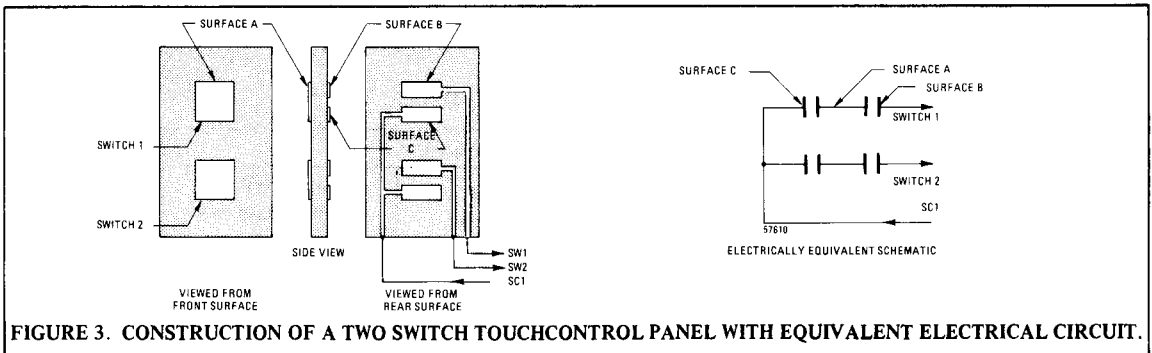 SURFACE A
SURFACE B
SWITCH 1
SWITCH 2
SURFACE
C
SIDE VIEW
SW1
SW2
SC1
VIEWED FROM
FRONT SURFACE
VIEWED FROM
REAR SURFACE
SURFACE C
SURFACE A
SURFACE B
SWITCH 1
SWITCH 2
SC1
57610
ELECTRICALLY EQUIVALENT SCHEMATIC
FIGURE 3. CONSTRUCTION OF A TWO SWITCH TOUCHCONTROL PANEL WITH EQUIVALENT ELECTRICAL CIRCUIT.